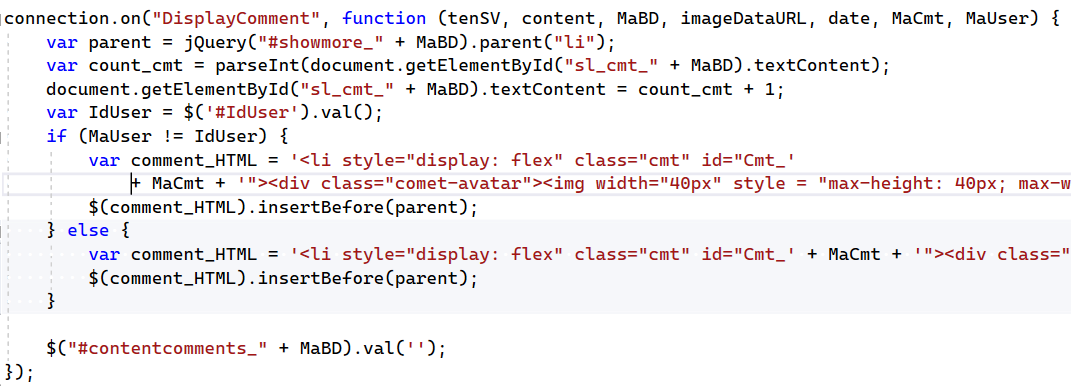 connection.on("DisplayComment", function (tenSV, content, MaBD, imageDataURL, date, MaCmt, MaUser) {
    var parent = jQuery("#showmore_" + MaBD).parent("li");
    var count_cmt = parseInt(document.getElementById("sl_cmt_" + MaBD).textContent);
    document.getElementById("sl_cmt_" + MaBD).textContent = count_cmt + 1;
    var IdUser = $('#IdUser').val();
    if (MaUser != IdUser) {
        var comment_HTML = '<li style="display: flex" class="cmt" id="Cmt_'
            + MaCmt + '"><div class="comet-avatar"><img width="40px" style = "max-height: 40px; max-w
        $(comment_HTML).insertBefore(parent);
    } else {
        var comment_HTML = '<li style="display: flex" class="cmt" id="Cmt_' + MaCmt + '"><div class="
        $(comment_HTML).insertBefore(parent);
    }
    $("#contentcomments_" + MaBD).val('');
});